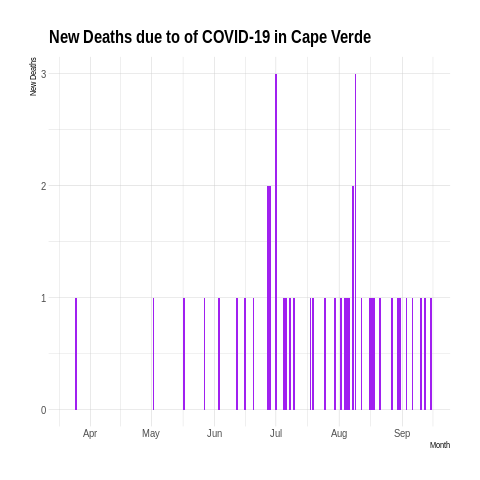 New Deaths due to of COVID-19 in Cape Verde
New Deaths
3
2
1
0
Apr May Jun Jul Aug Sep
Month